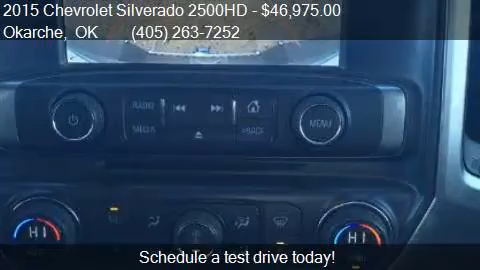 2015 Chevrolet Silverado 2500HD - $46,975.00
Okarche, OK (405) 263-7252
RADIO
MEDIA
BACK
MENU
HI
HI
Schedule a test drive today!